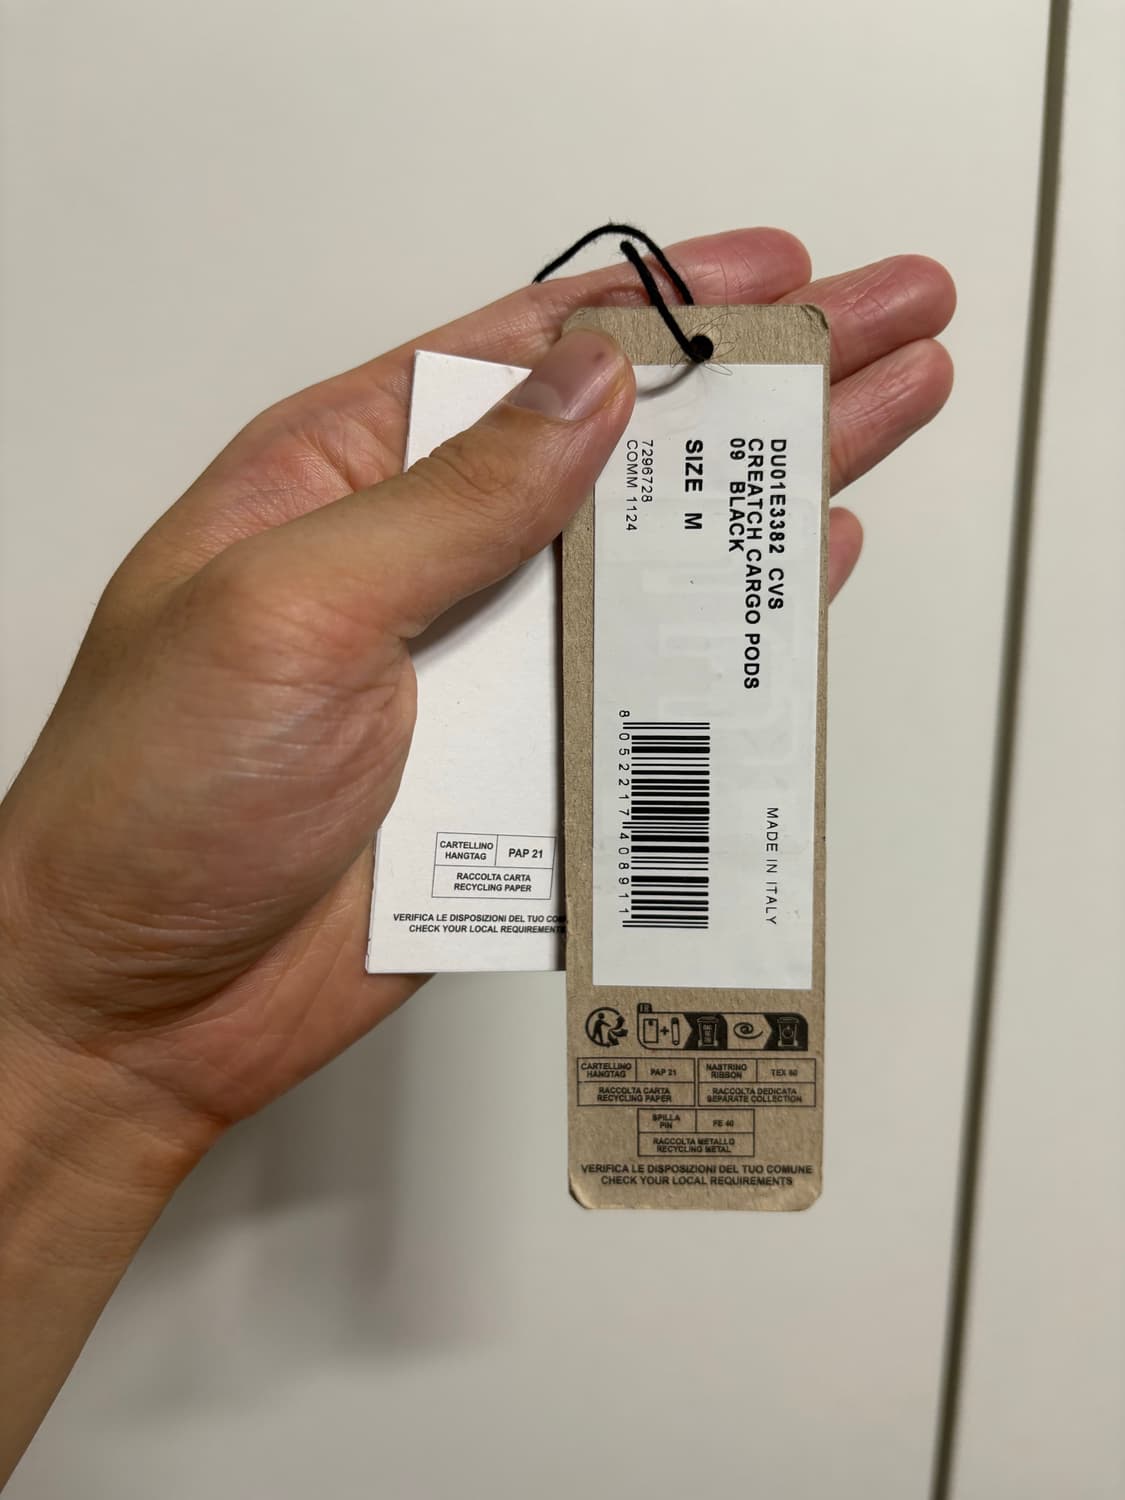 DU01E3382 CVS
CREATCH CARGO PODS
09 BLACK
SIZE M
7296728
COMM 1124
MADE IN ITALY
8052217408911
CARTELLINO
HANGTAG
PAP 21
RACCOLTA CARTA
RECYCLING PAPER
VERIFICA LE DISPOSIZIONI DEL TUO COM
CHECK YOUR LOCAL REQUIREMENT
CARTELLINO
HANGTAG
PAP 21
RACCOLTA CARTA
RECYCLING PAPER
NASTRINO
RIBBON
TEX 60
RACCOLTA DEDICATA
SEPARATE COLLECTION
SPILLA
PIN
FE 40
RACCOLTA METALLO
RECYCLING METAL
VERIFICA LE DISPOSIZIONI DEL TUO COMUNE
CHECK YOUR LOCAL REQUIREMENTS